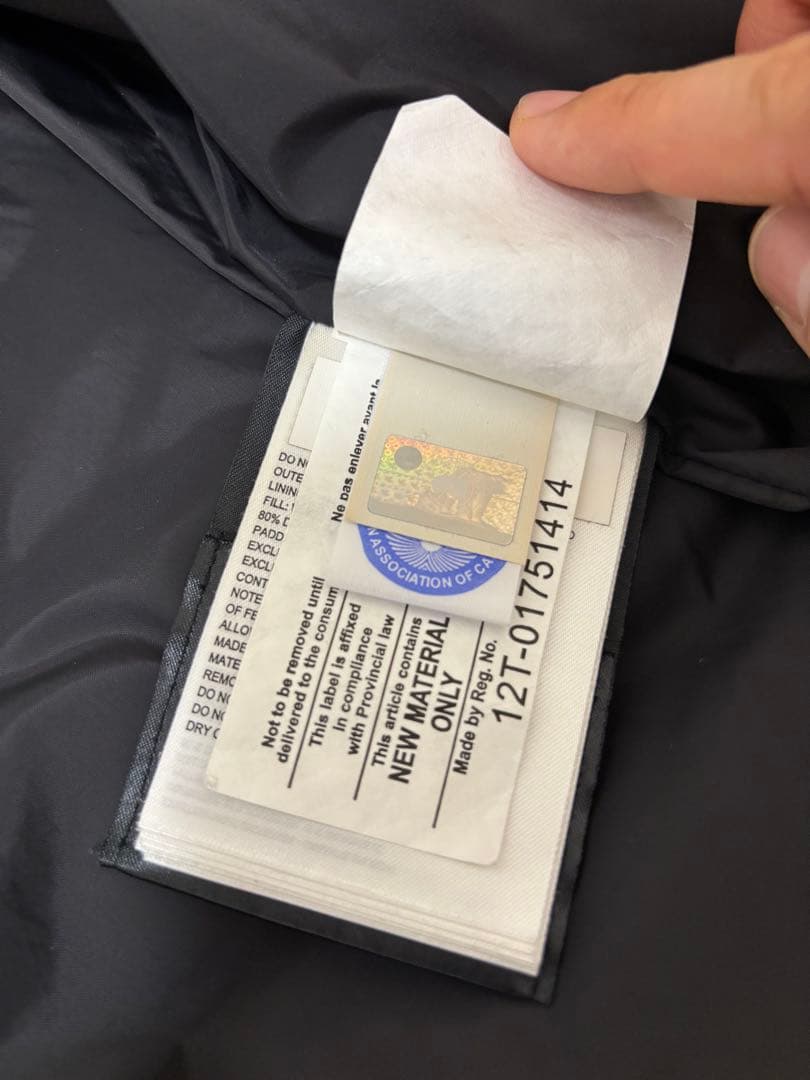 DO
OUTE
LININ
FILL:
80%
PADD
EXCL
EXCL
CONT
NOTE
OF FE
ALLO
MADE
MATE
REMO
DO NO
DO NO
DRY
Ne pas enlever avant
N ASSOCIATION OF CA
Not to be removed until
delivered to the consum
This label is affixed
In compliance
with Provincial law
This article contains
NEW MATERIAL
ONLY
Made by Reg. No.
12T-01751414